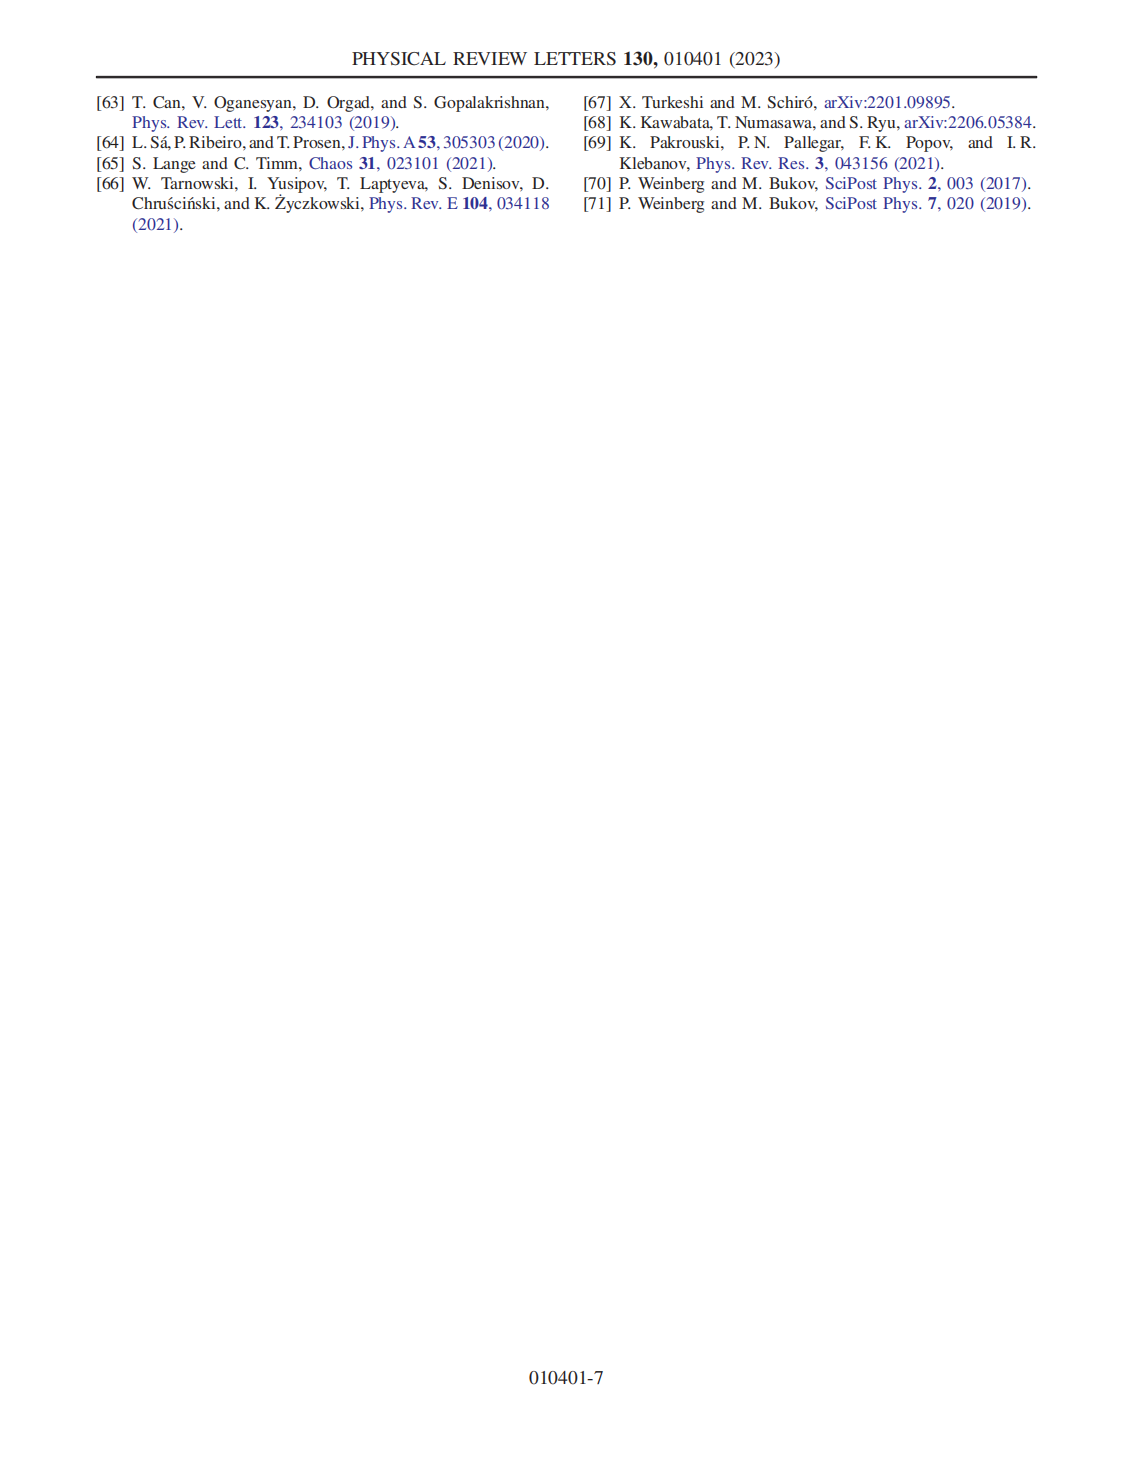 PHYSICAL REVIEW LETTERS 130, 010401 (2023)
[63] T. Can, V. Oganesyan, D. Orgad, and S. Gopalakrishnan,
Phys. Rev. Lett. 123, 234103 (2019).
[64] L. Sá, P. Ribeiro, and T. Prosen, J. Phys. A 53, 305303 (2020).
[65] S. Lange and C. Timm, Chaos 31, 023101 (2021).
[66] W. Tarnowski, I. Yusipov, T. Laptyeva, S. Denisov, D.
Chruściński, and K. Życzkowski, Phys. Rev. E 104, 034118
(2021).
[67] X. Turkeshi and M. Schiró, arXiv:2201.09895.
[68] K. Kawabata, T. Numasawa, and S. Ryu, arXiv:2206.05384.
[69] K. Pakrouski, P. N. Pallegar, F. K. Popov, and I. R.
Klebanov, Phys. Rev. Res. 3, 043156 (2021).
[70] P. Weinberg and M. Bukov, SciPost Phys. 2, 003 (2017).
[71] P. Weinberg and M. Bukov, SciPost Phys. 7, 020 (2019).
010401-7